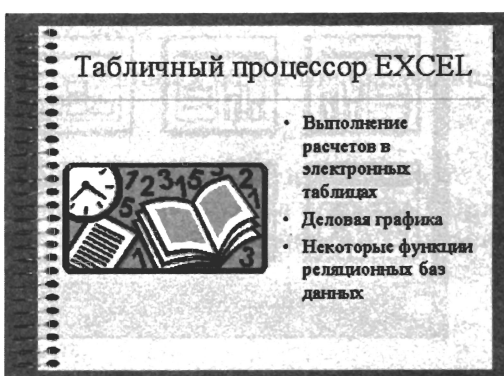 Табличный процессор EXCEL
• Выполнение
расчетов в
электронных
таблицах
• Деловая графика
• Некоторые функции
реляционных баз
данных